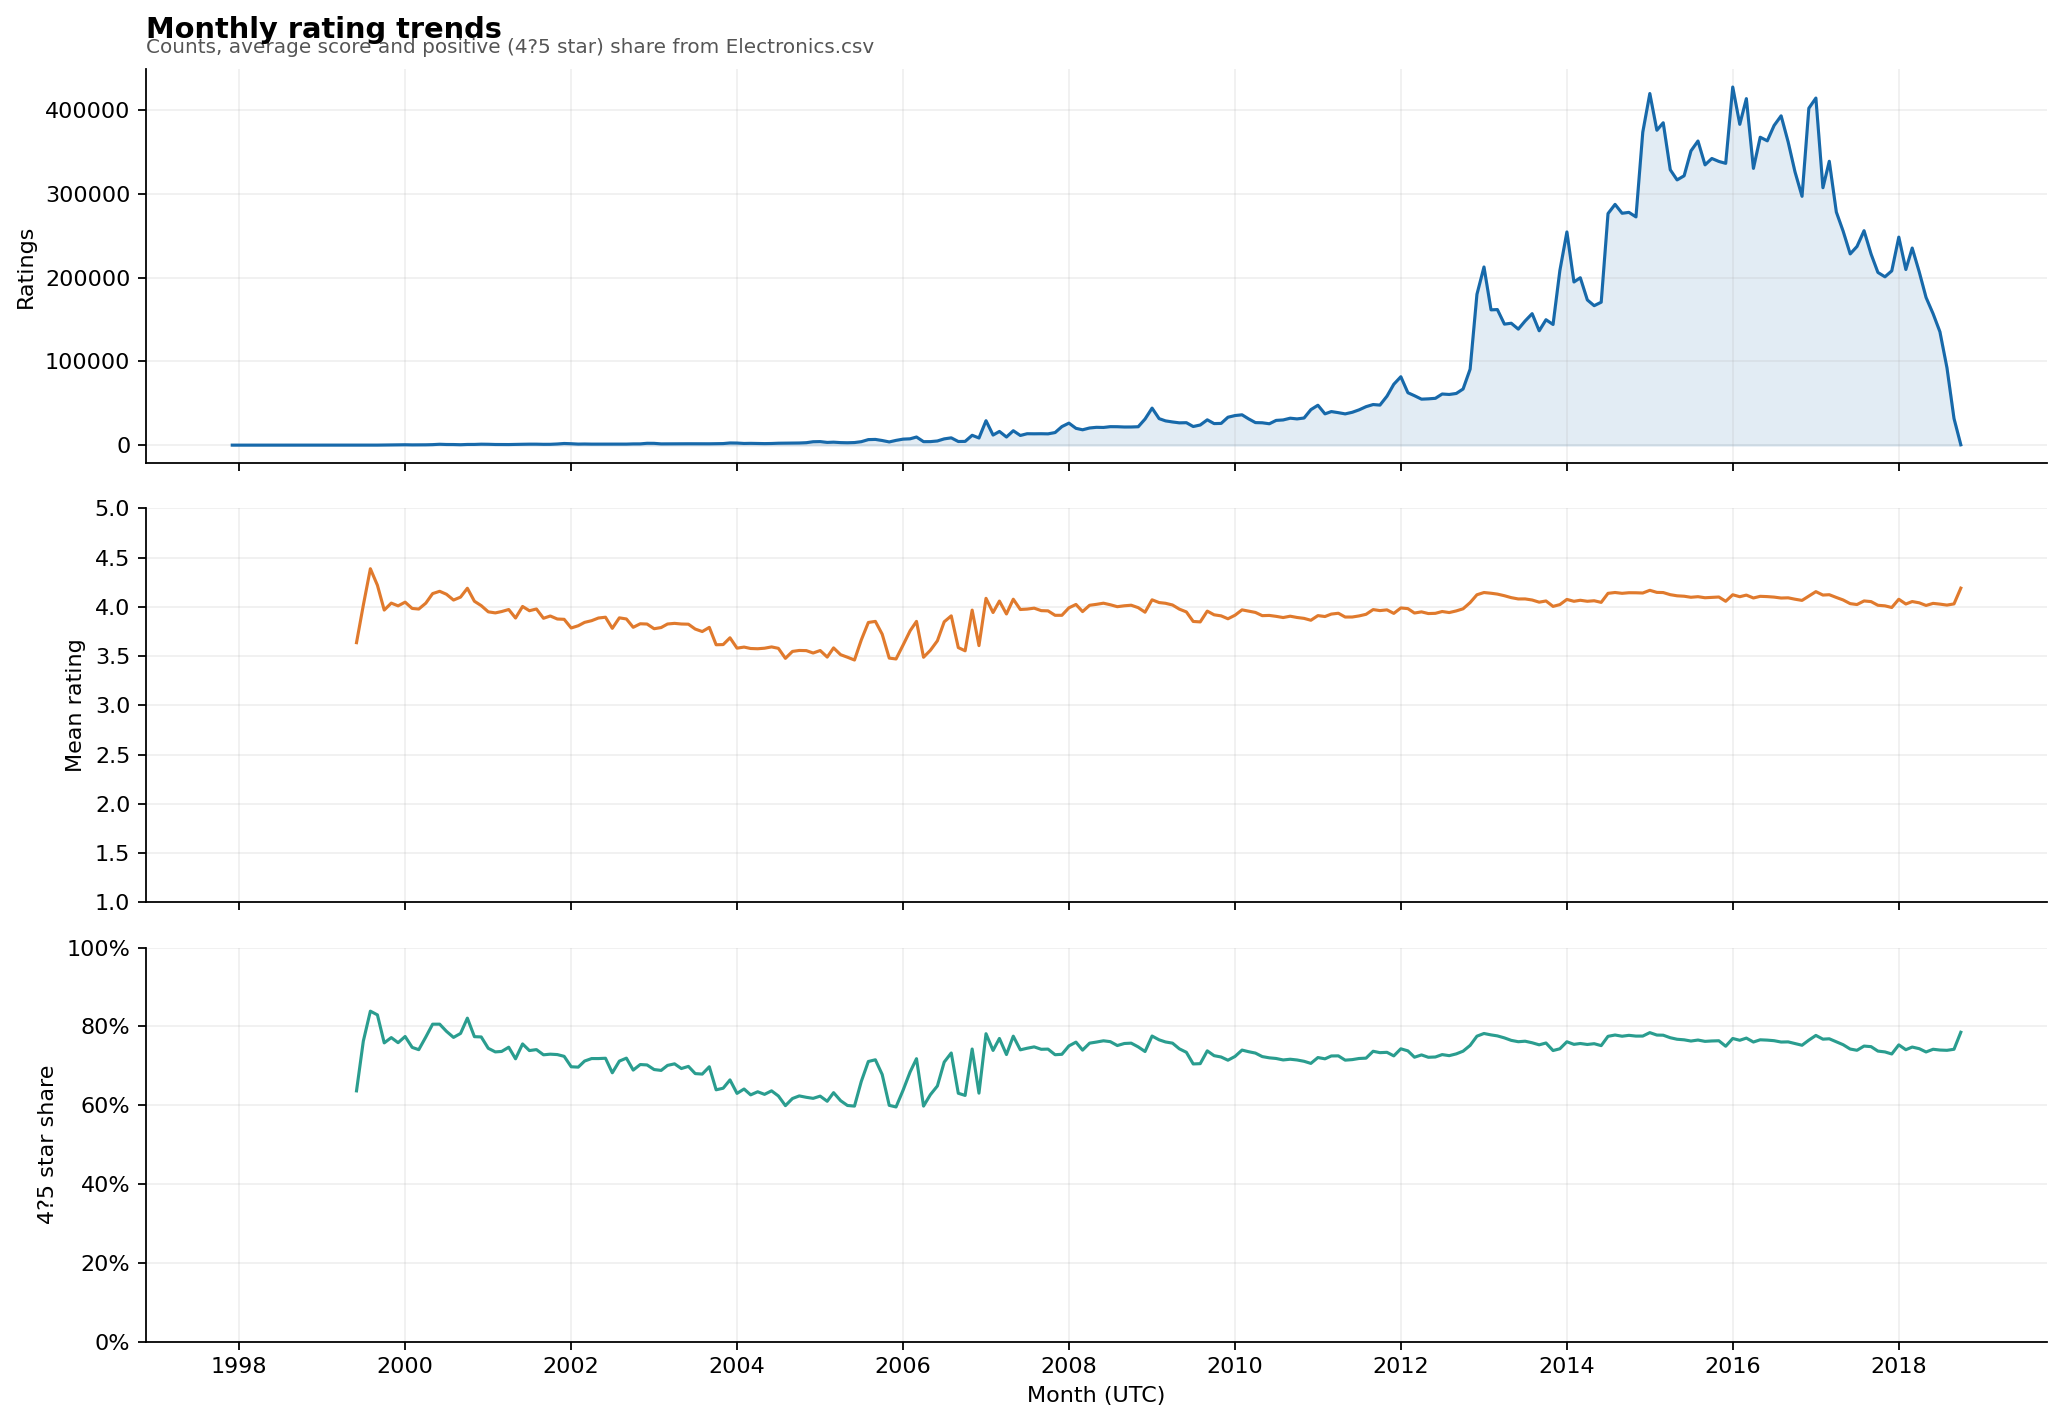 Monthly rating trends
Counts, average score and positive (4?5 star) share from Electronics.csv
Ratings
400000
300000
200000
100000
0
Mean rating
5.0
4.5
4.0
3.5
3.0
2.5
2.0
1.5
1.0
4?5 star share
100%
80%
60%
40%
20%
0%
1998 2000 2002 2004 2006 2008 2010 2012 2014 2016 2018
Month (UTC)